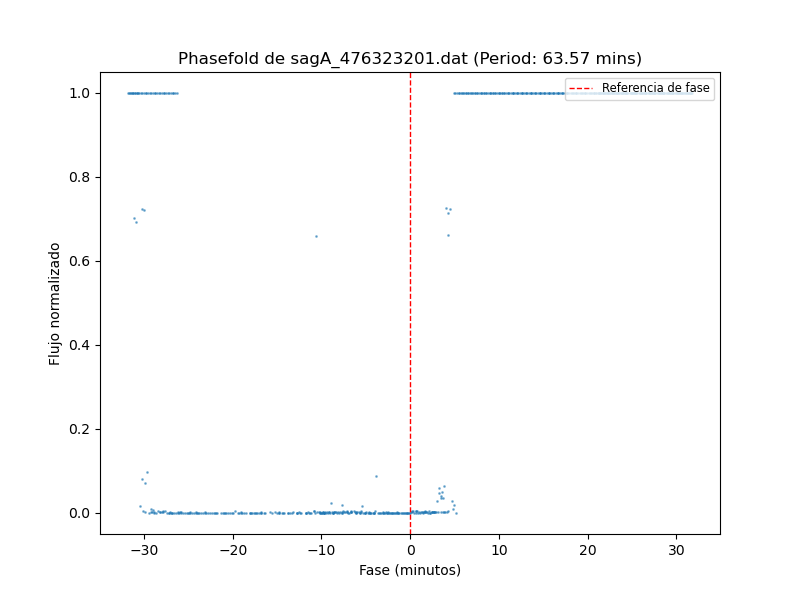 Phasefold de sagA_476323201.dat (Period: 63.57 mins)
Referencia de fase
Flujo normalizado
1.0
0.8
0.6
0.4
0.2
0.0
−30 −20 −10 0 10 20 30
Fase (minutos)